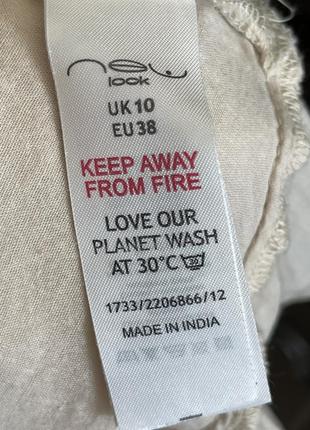 new
look
UK 10
EU 38
KEEP AWAY
FROM FIRE
LOVE OUR
PLANET WASH
AT 30°C 30
1733/2206866/12
MADE IN INDIA